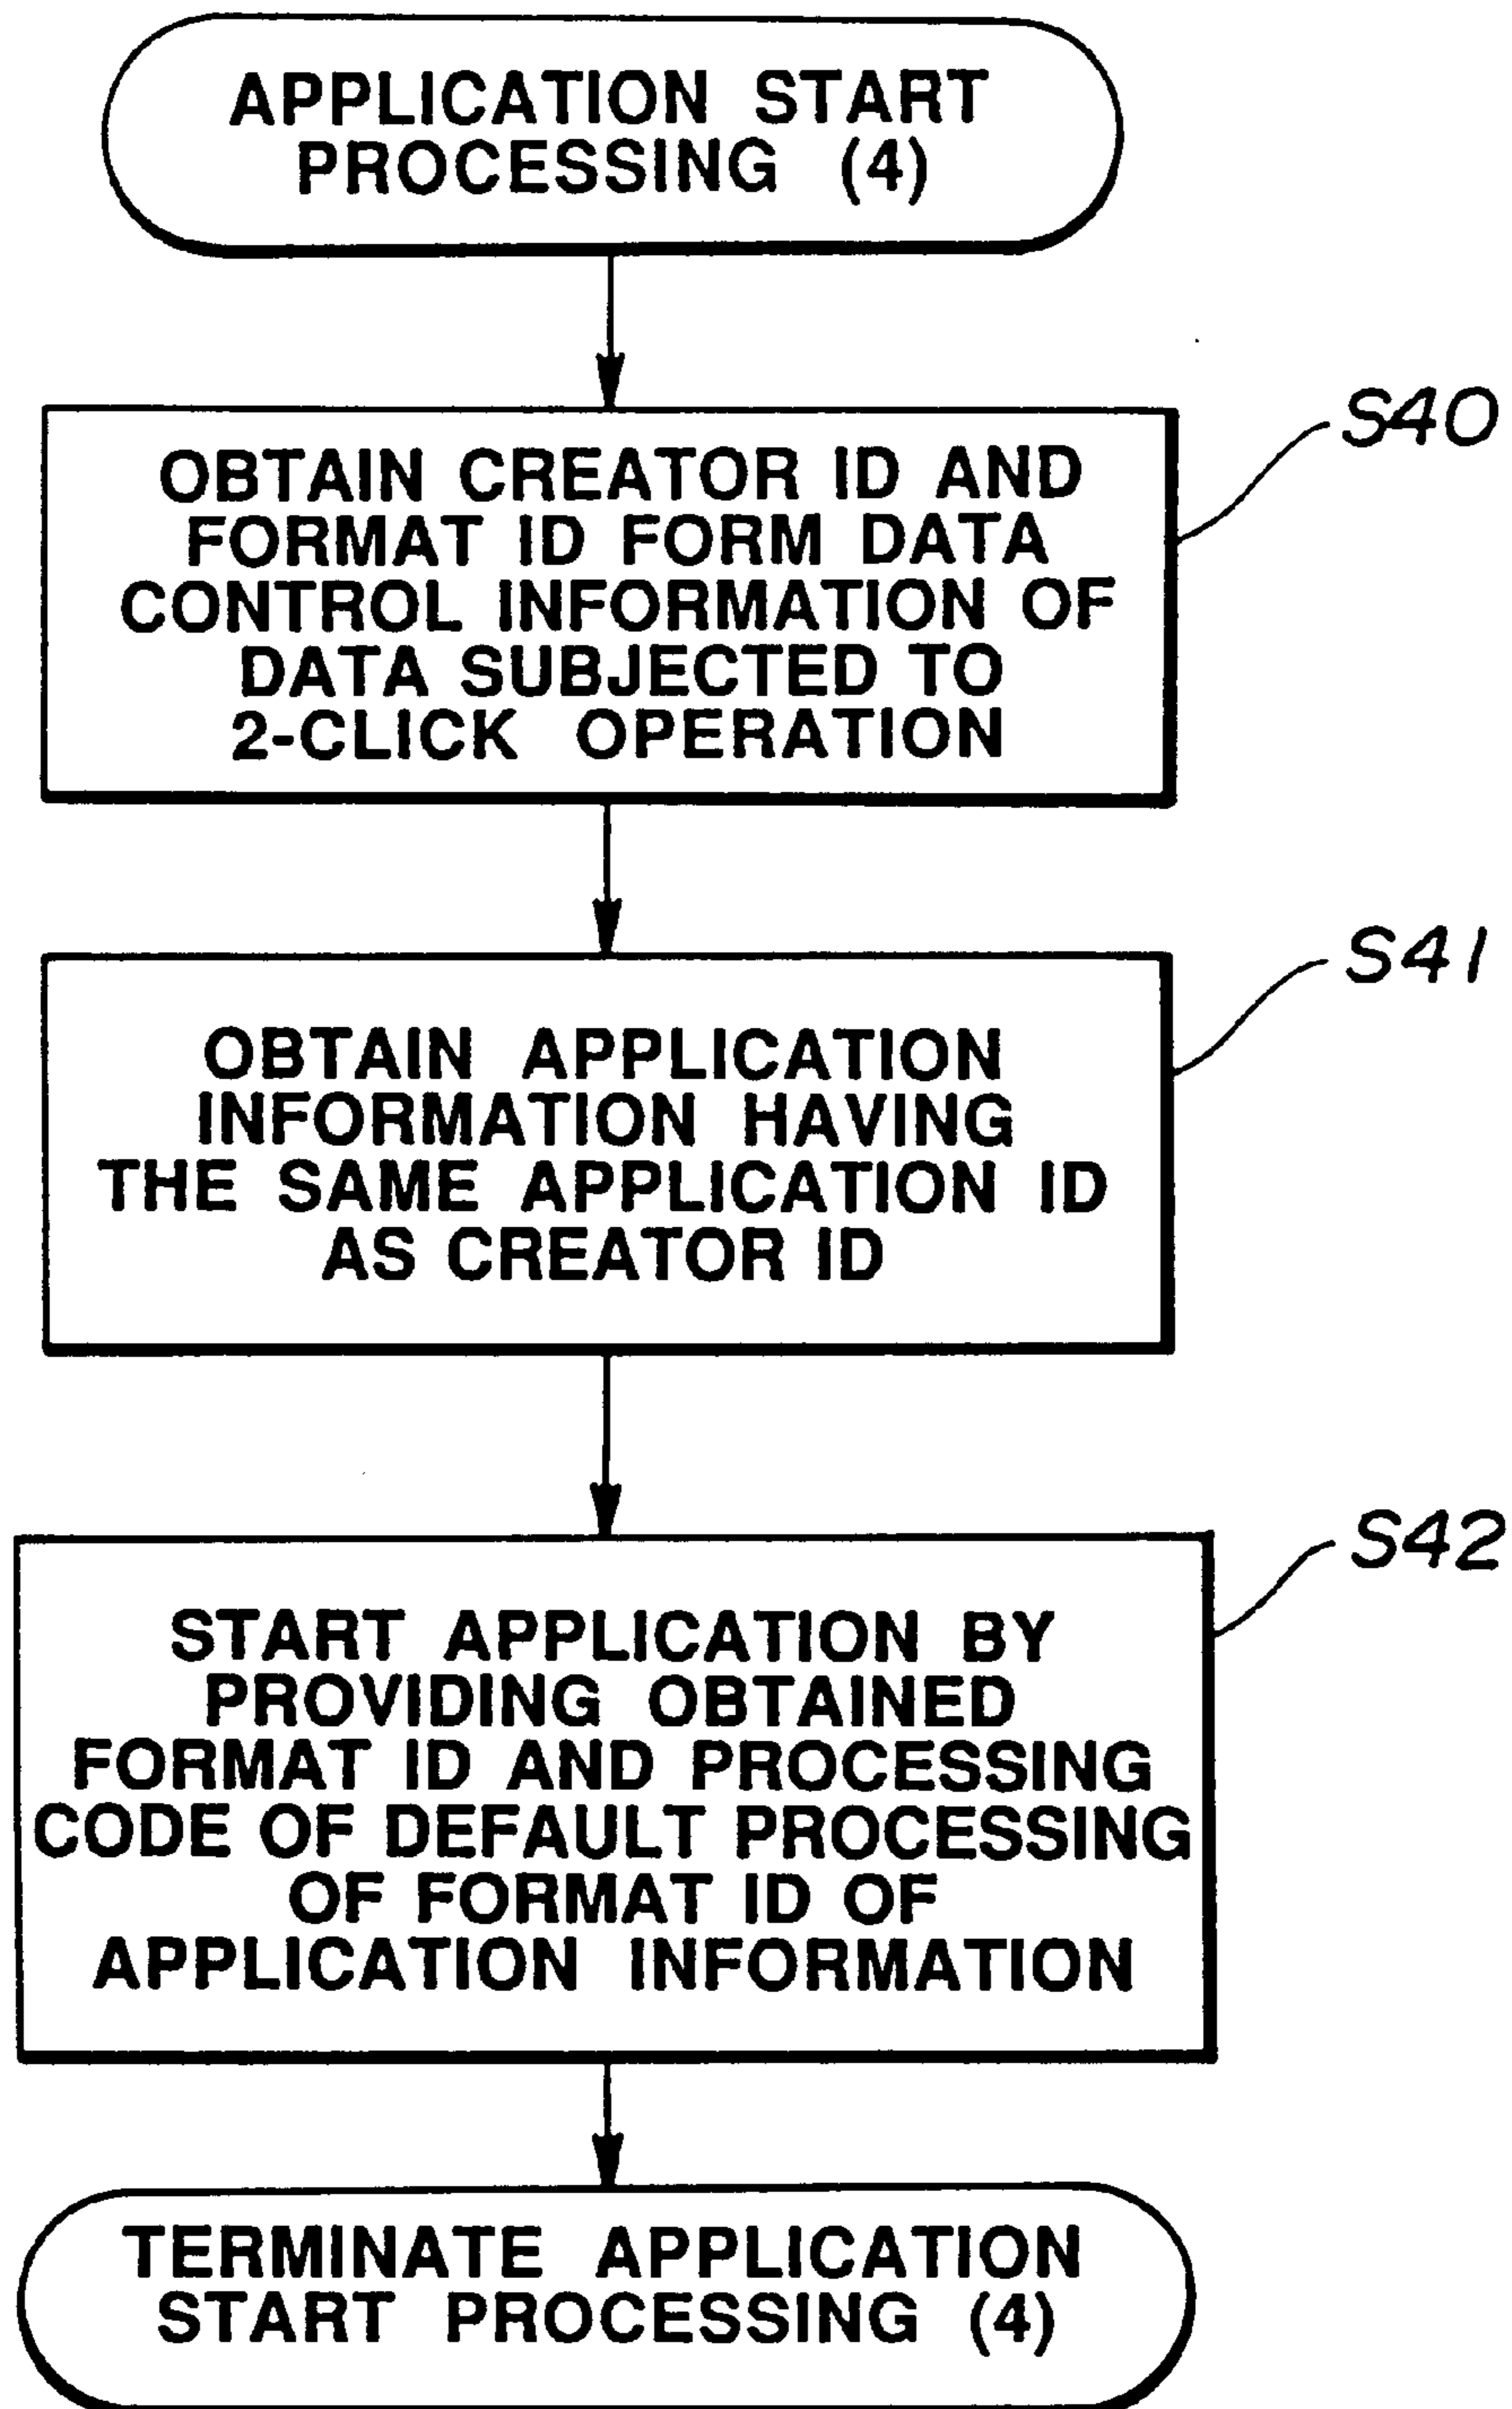 APPLICATION START
PROCESSING (4)
S40
OBTAIN CREATOR ID AND
FORMAT ID FORM DATA
CONTROL INFORMATION OF
DATA SUBJECTED TO
2-CLICK OPERATION
S41
OBTAIN APPLICATION
INFORMATION HAVING
THE SAME APPLICATION ID
AS CREATOR ID
S42
START APPLICATION BY
PROVIDING OBTAINED
FORMAT ID AND PROCESSING
CODE OF DEFAULT PROCESSING
OF FORMAT ID OF
APPLICATION INFORMATION
TERMINATE APPLICATION
START PROCESSING (4)